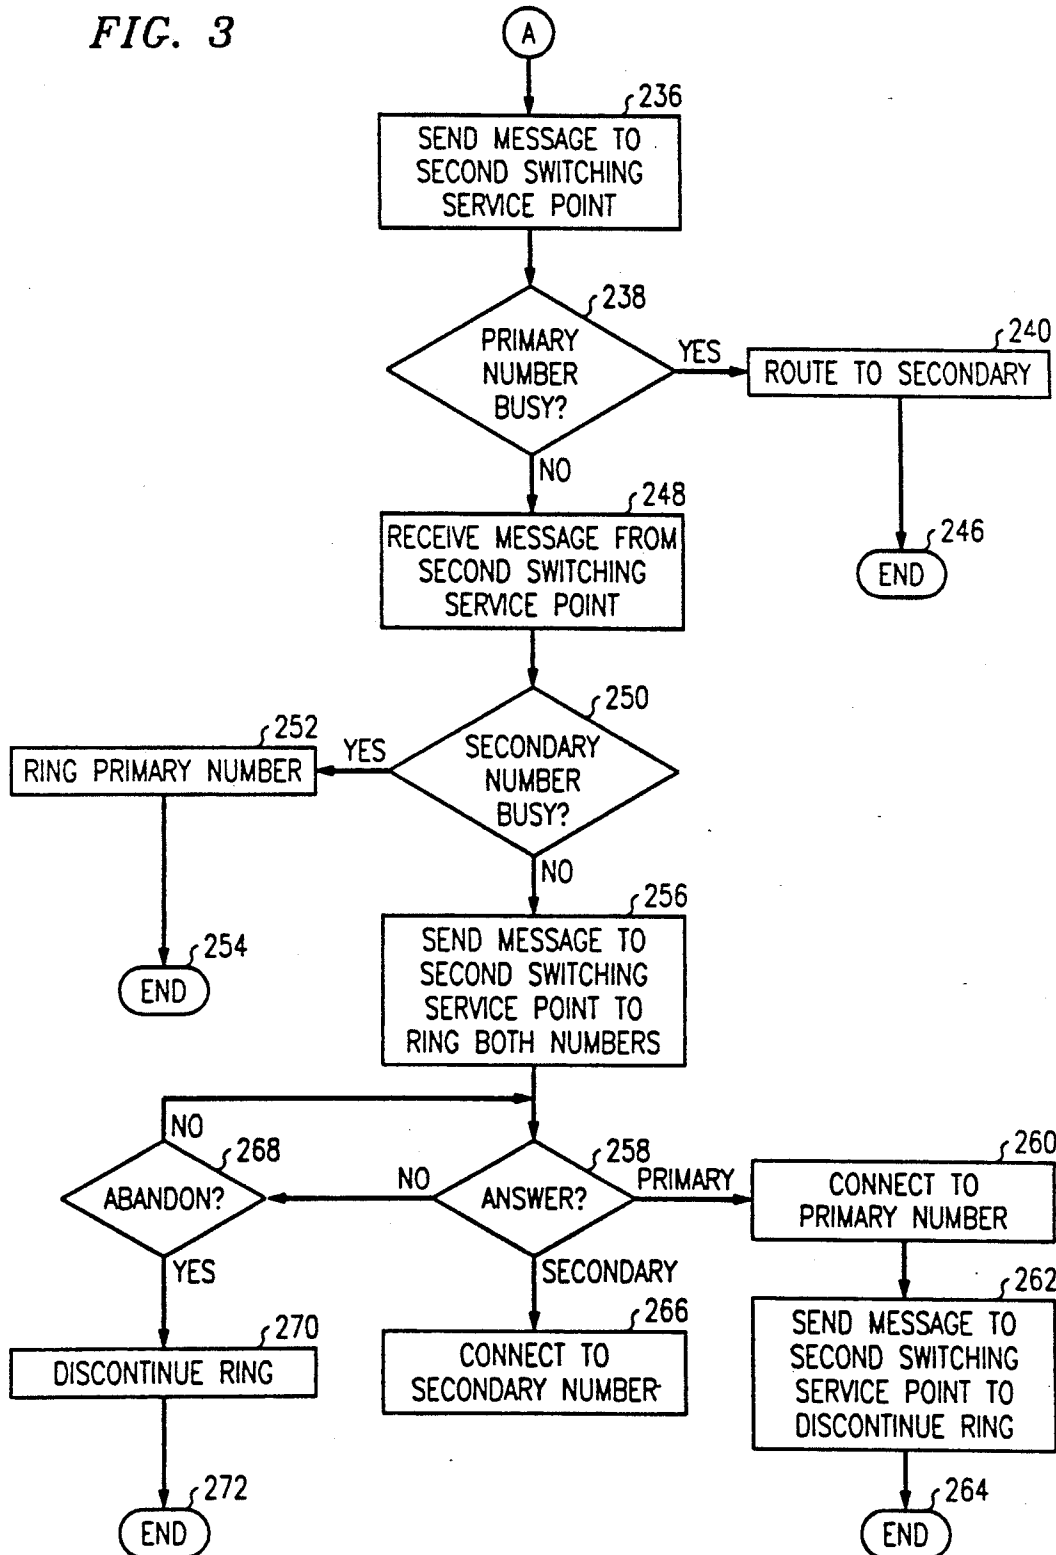 FIG. 3
A
236
SEND MESSAGE TO
SECOND SWITCHING
SERVICE POINT
238
PRIMARY
NUMBER
BUSY?
YES
240
ROUTE TO SECONDARY
246
END
NO
248
RECEIVE MESSAGE FROM
SECOND SWITCHING
SERVICE POINT
250
SECONDARY
NUMBER
BUSY?
YES
252
RING PRIMARY NUMBER
254
END
NO
256
SEND MESSAGE TO
SECOND SWITCHING
SERVICE POINT TO
RING BOTH NUMBERS
NO
268
ABANDON?
NO
258
ANSWER?
PRIMARY
260
CONNECT TO
PRIMARY NUMBER
YES
SECONDARY
262
SEND MESSAGE TO
SECOND SWITCHING
SERVICE POINT TO
DISCONTINUE RING
270
DISCONTINUE RING
266
CONNECT TO
SECONDARY NUMBER
272
END
264
END